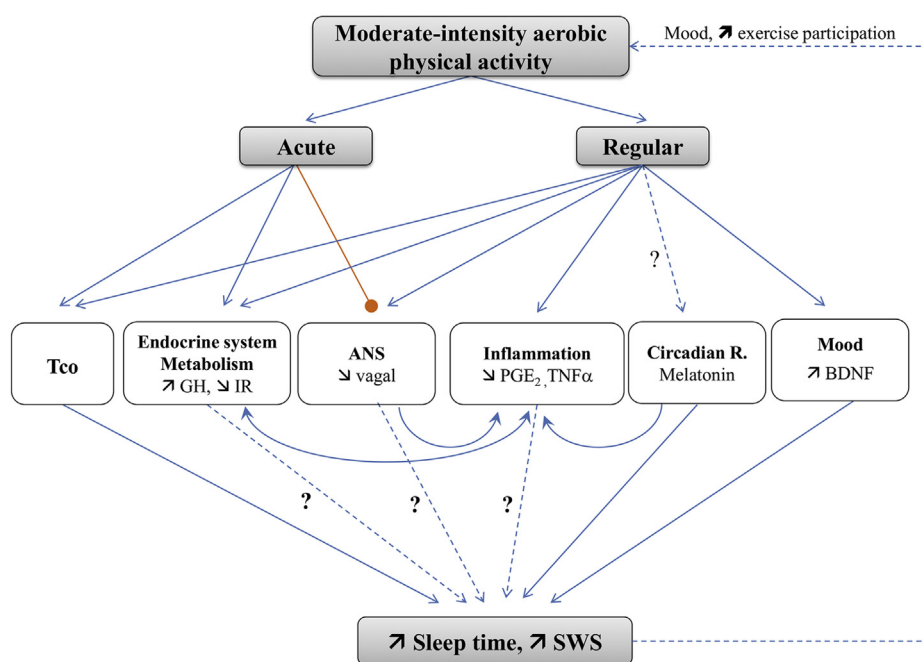 Moderate-intensity aerobic
physical activity
Mood, ↗ exercise participation
Acute
Regular
?
Tco
Endocrine system
Metabolism
↗ GH, ↘ IR
ANS
↘ vagal
Inflammation
↘ PGE₂,TNFα
Circadian R.
Melatonin
Mood
↗ BDNF
?
?
?
↗ Sleep time, ↗ SWS